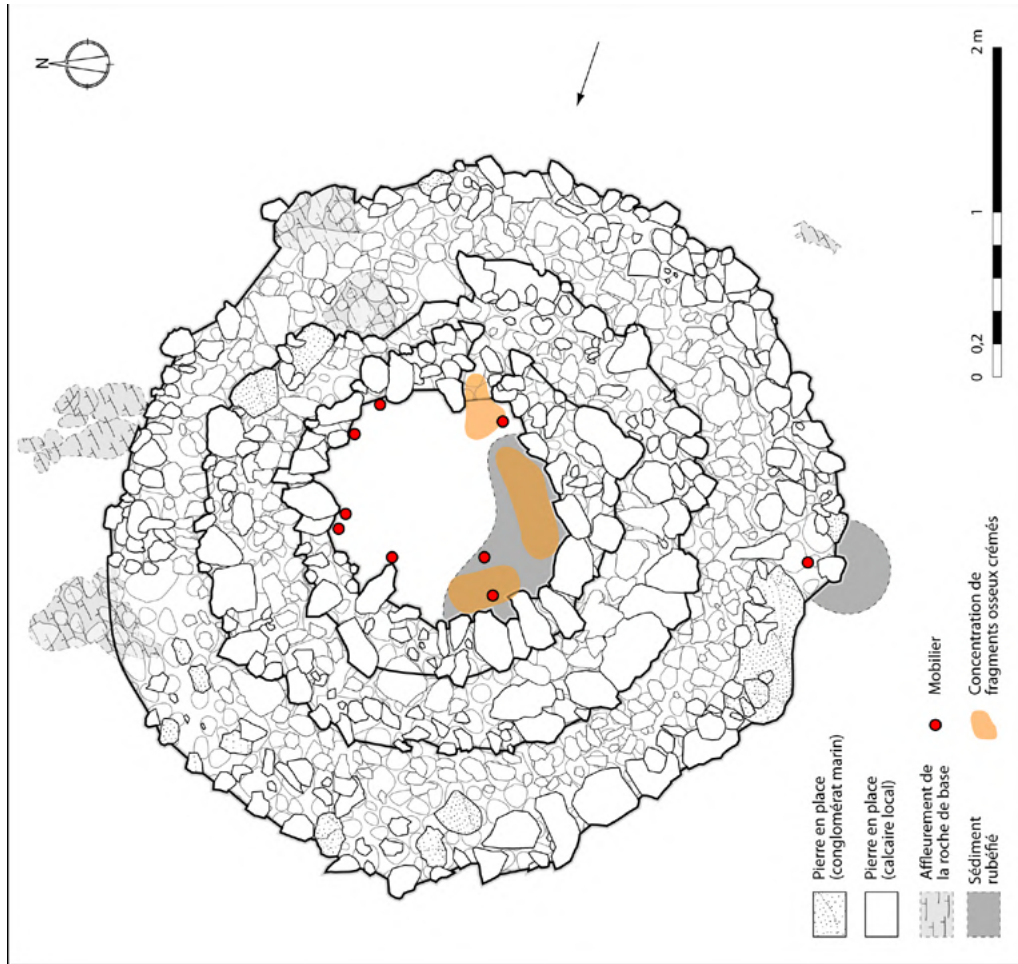 N
Pierre en place
(conglomérat marin)
Pierre en place
(calcaire local)
Affleurement de
la roche de base
Sédiment
rubéfié
Mobilier
Concentration de
fragments osseux crémés
0
0,2
1
2 m